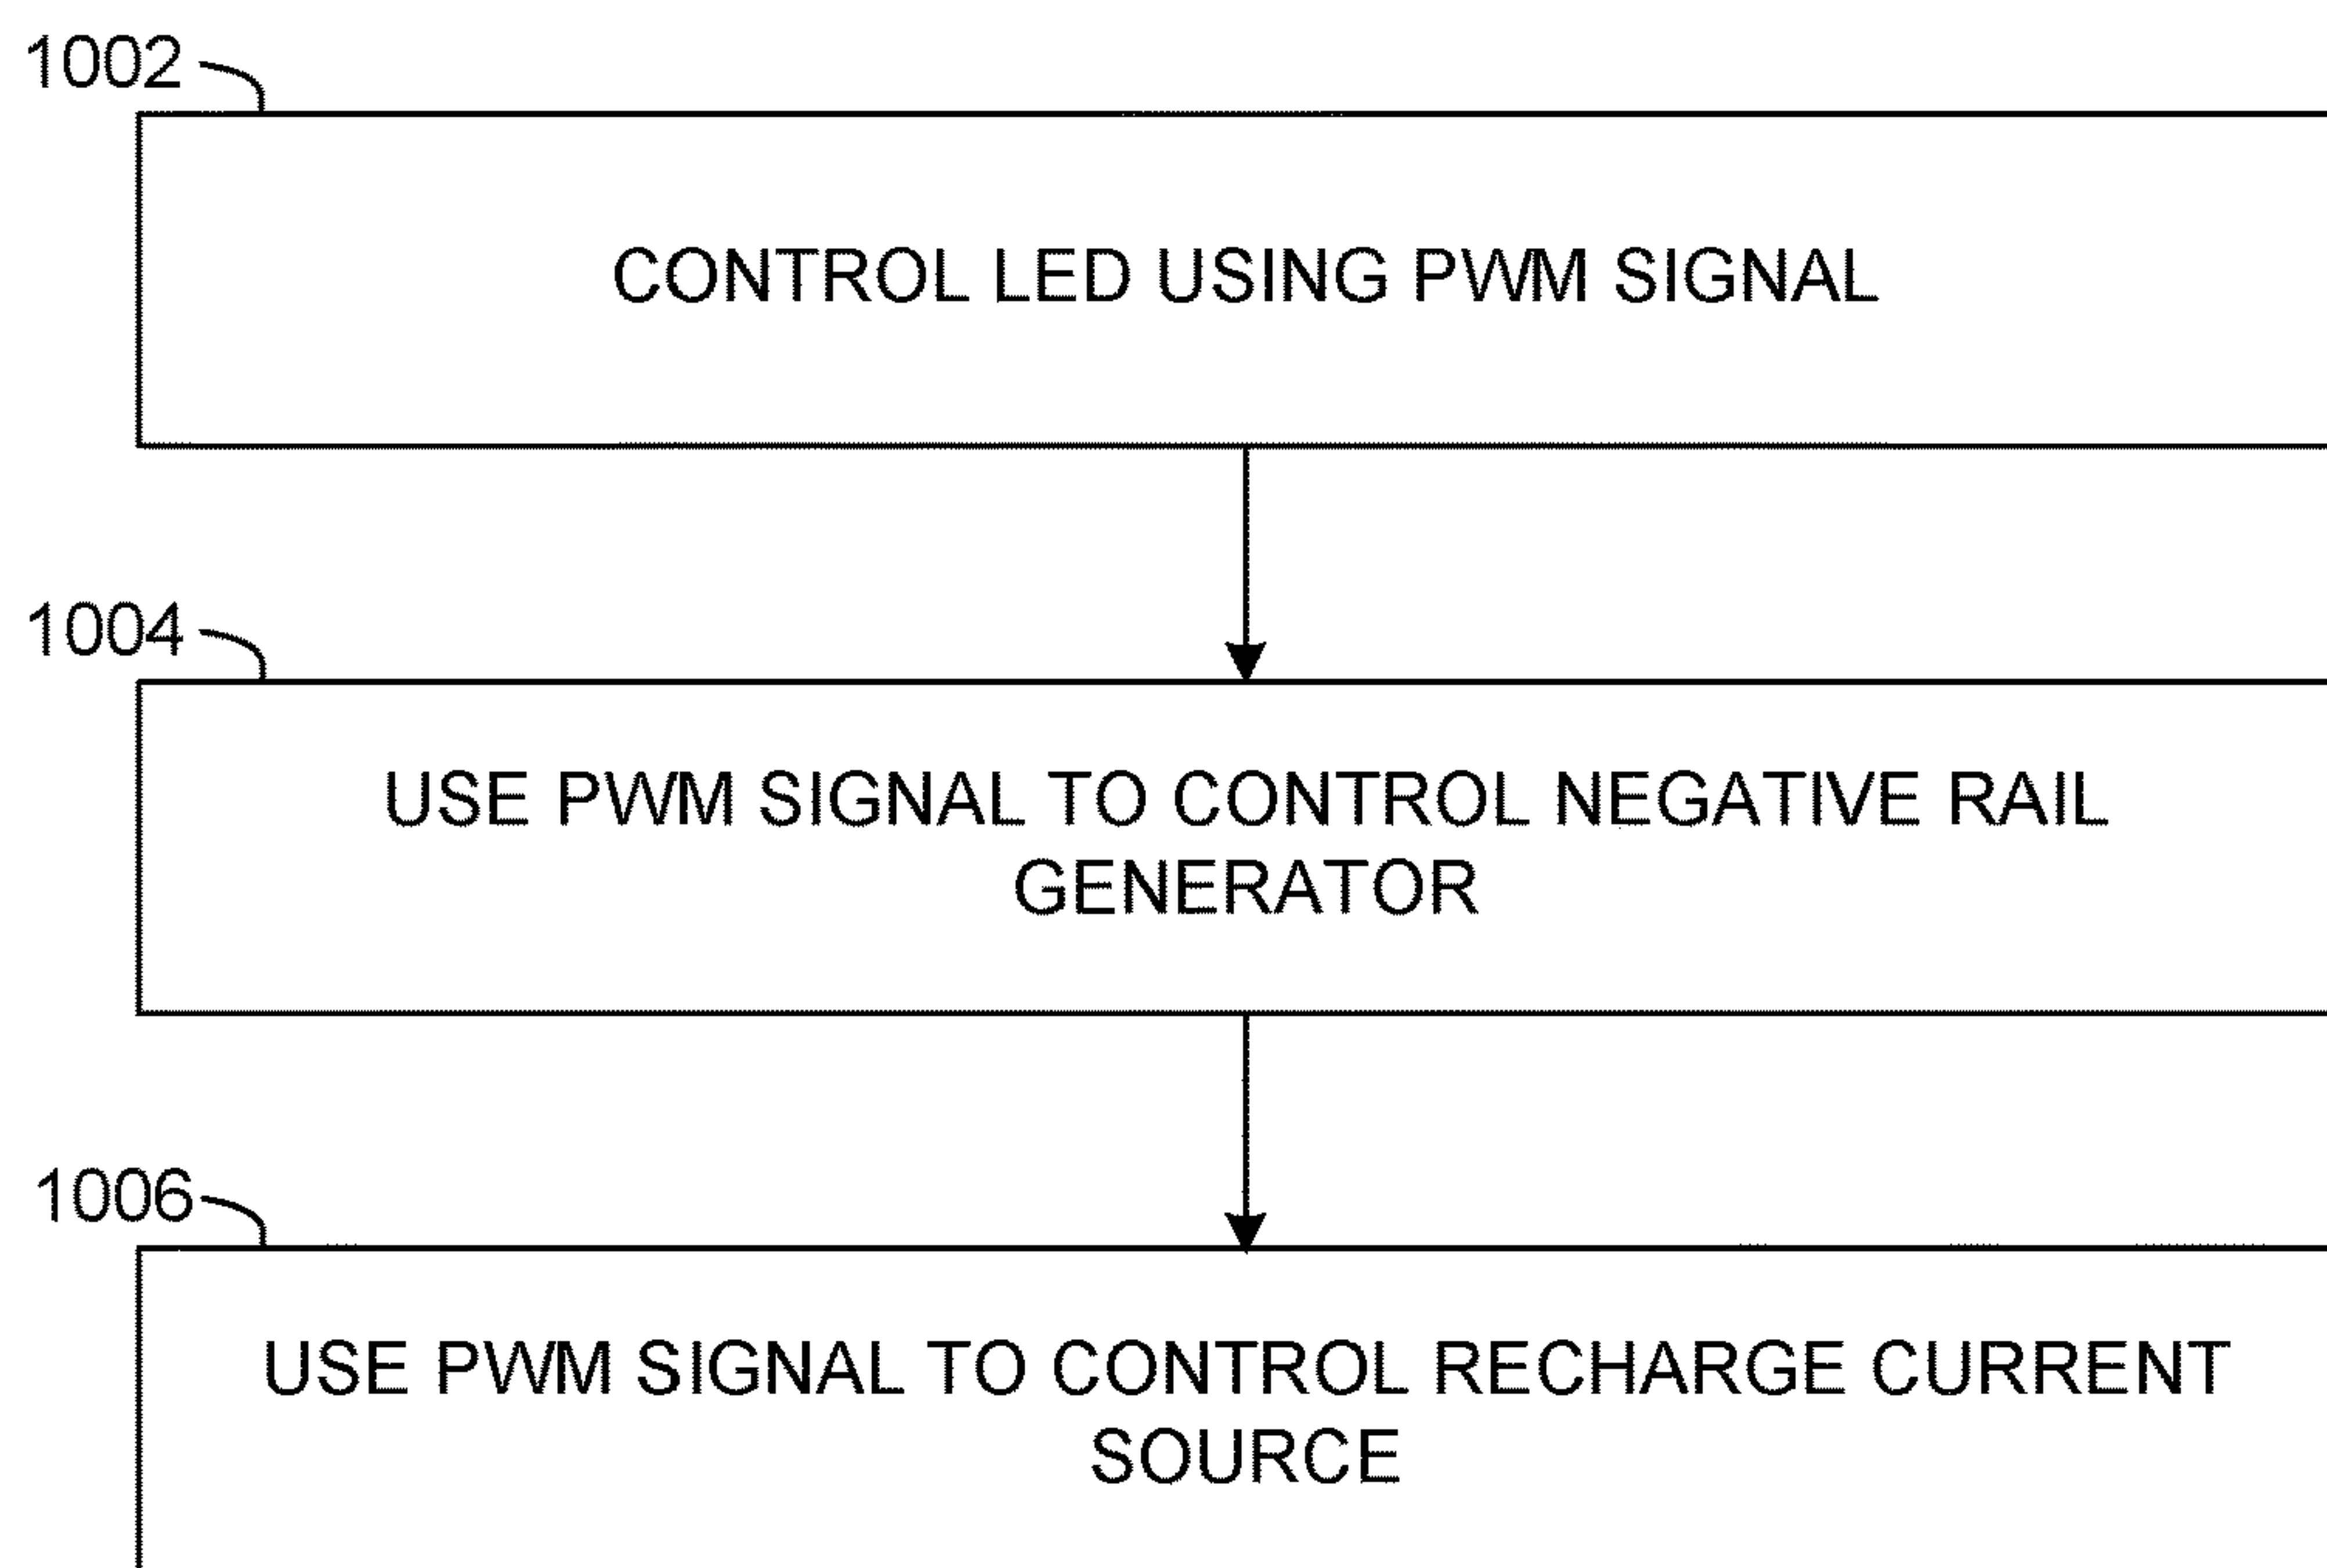 1002
CONTROL LED USING PWM SIGNAL
1004
USE PWM SIGNAL TO CONTROL NEGATIVE RAIL
GENERATOR
1006
USE PWM SIGNAL TO CONTROL RECHARGE CURRENT
SOURCE